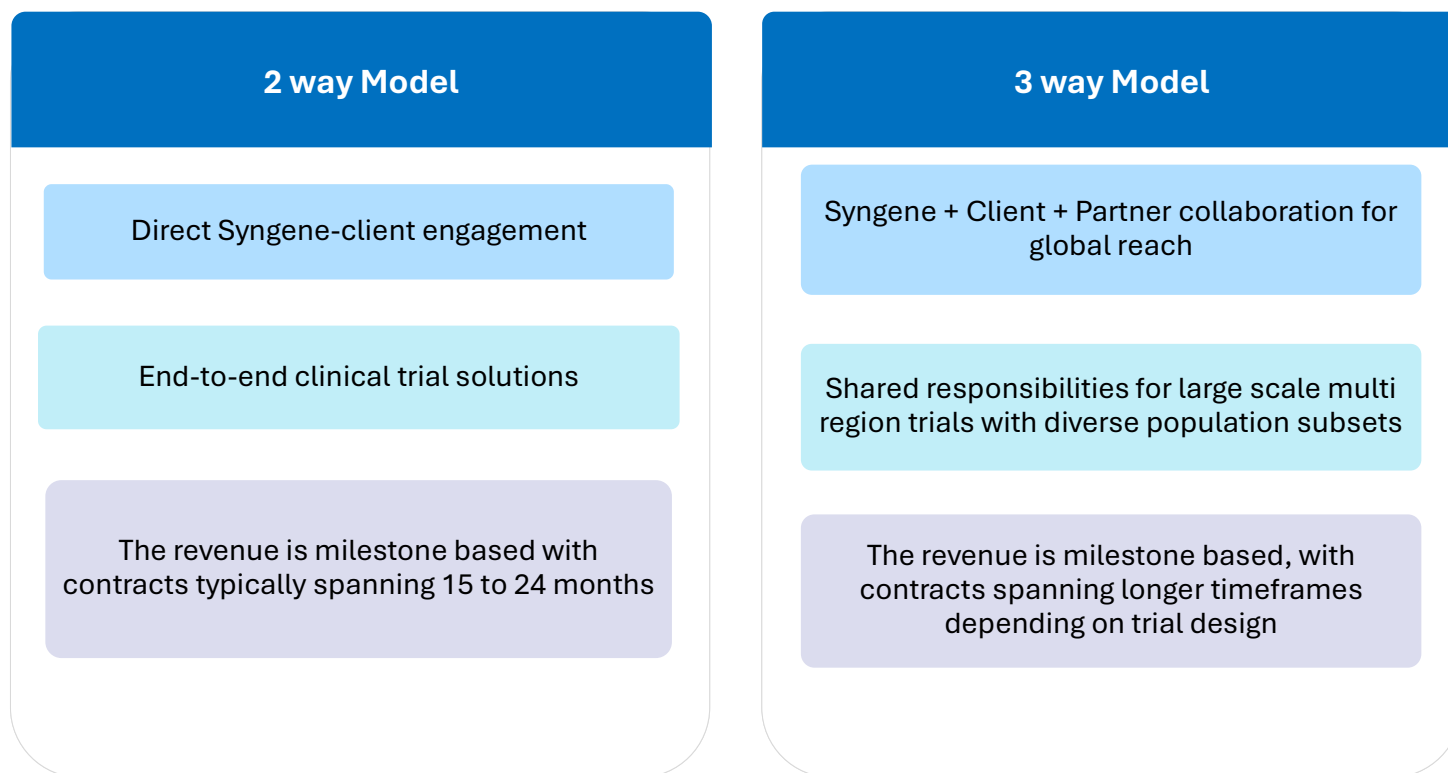 2 way Model
Direct Syngene-client engagement
End-to-end clinical trial solutions
The revenue is milestone based with
contracts typically spanning 15 to 24 months
3 way Model
Syngene + Client + Partner collaboration for
global reach
Shared responsibilities for large scale multi
region trials with diverse population subsets
The revenue is milestone based, with
contracts spanning longer timeframes
depending on trial design